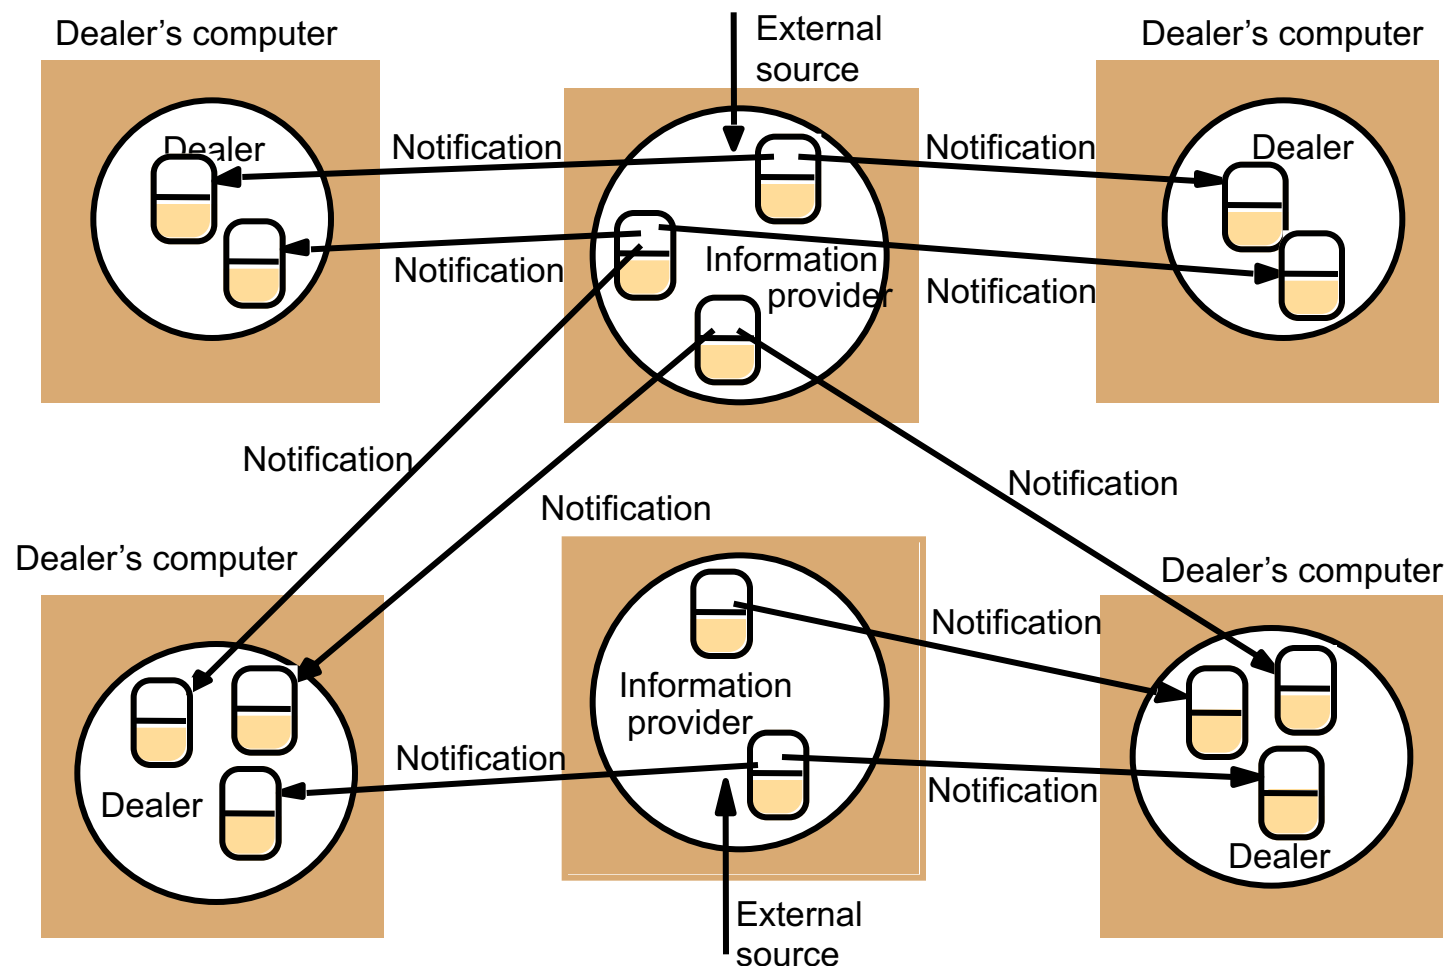 Dealer’s computer
External
source
Dealer’s computer
Dealer
Notification
Notification
Dealer
Notification
Information
provider
Notification
Notification
Notification
Notification
Dealer’s computer
Dealer’s computer
Notification
Information
provider
Notification
Dealer
Notification
Dealer
External
source